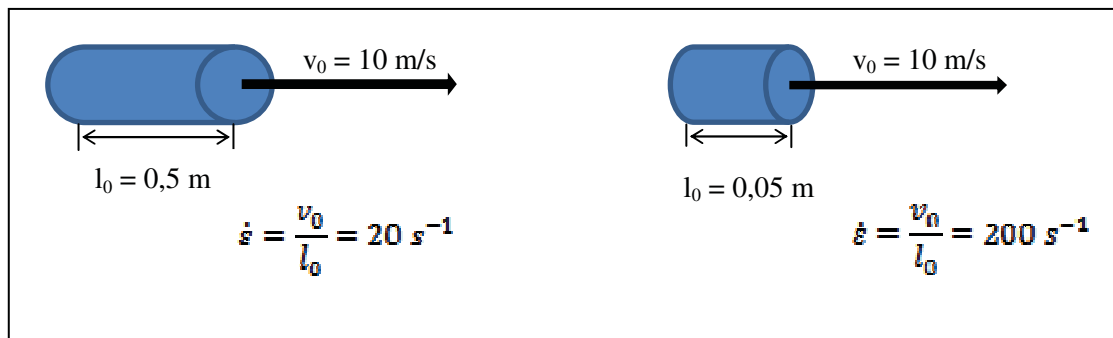 v₀ = 10 m/s
l₀ = 0,5 m
ε̇ = v₀/l₀ = 20 s⁻¹
v₀ = 10 m/s
l₀ = 0,05 m
ε̇ = v₀/l₀ = 200 s⁻¹